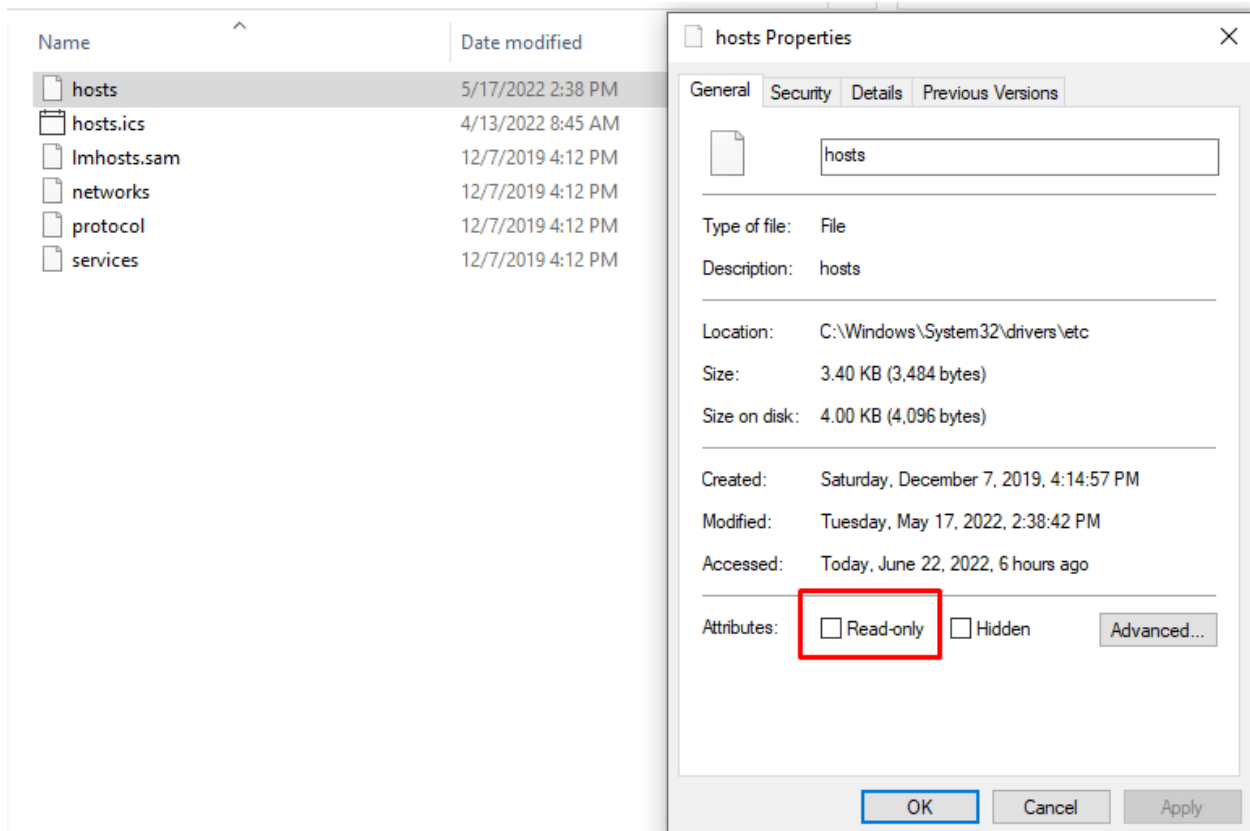 Name Date modified
hosts 5/17/2022 2:38 PM
hosts.ics 4/13/2022 8:45 AM
lmhosts.sam 12/7/2019 4:12 PM
networks 12/7/2019 4:12 PM
protocol 12/7/2019 4:12 PM
services 12/7/2019 4:12 PM
hosts Properties
General Security Details Previous Versions
hosts
Type of file: File
Description: hosts
Location: C:\Windows\System32\drivers\etc
Size: 3.40 KB (3,484 bytes)
Size on disk: 4.00 KB (4,096 bytes)
Created: Saturday, December 7, 2019, 4:14:57 PM
Modified: Tuesday, May 17, 2022, 2:38:42 PM
Accessed: Today, June 22, 2022, 6 hours ago
Attributes: Read-only Hidden Advanced...
OK Cancel Apply